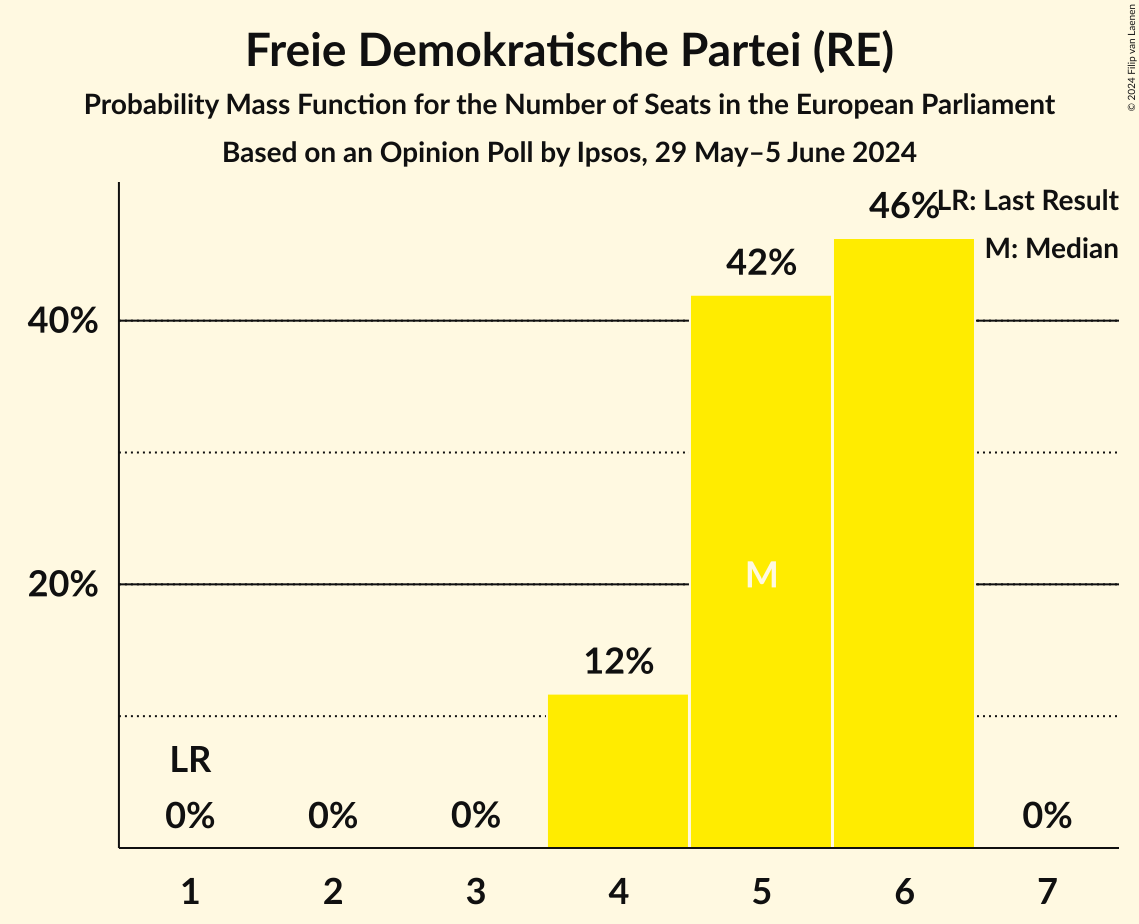 Freie Demokratische Partei (RE)
Probability Mass Function for the Number of Seats in the European Parliament
Based on an Opinion Poll by Ipsos, 29 May–5 June 2024
© 2024 Filip van Laenen
LR: Last Result
M: Median
46%
42%
40%
20%
M
12%
LR
0% 0% 0% 0%
1 2 3 4 5 6 7